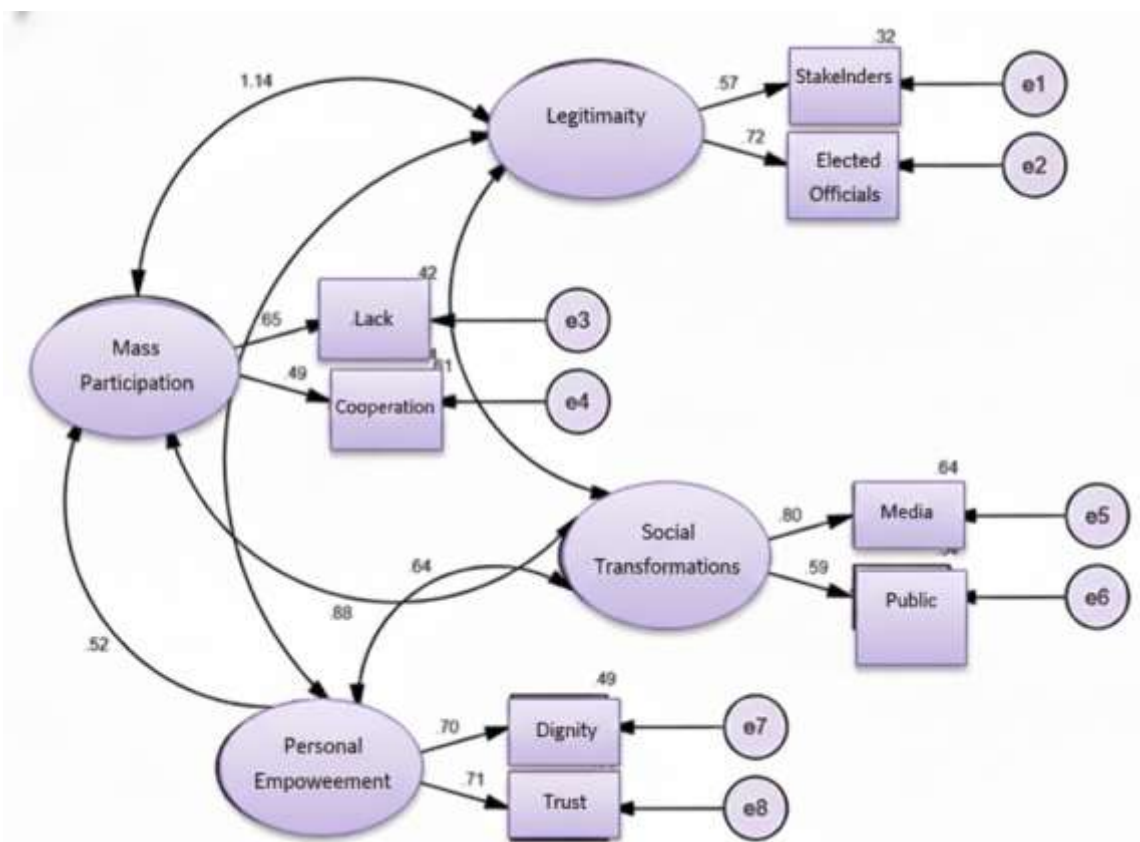 .32
1.14
Legitimaity
.57
Stakelnders
e1
.72
Elected
Officials
e2
.42
Mass
Participation
.65
.Lack
e3
.49
Cooperation
e4
.64
Social
Transformations
.80
Media
e5
.59
Public
e6
.64
.88
.52
.49
Personal
Empoweement
.70
Dignity
e7
.71
Trust
e8